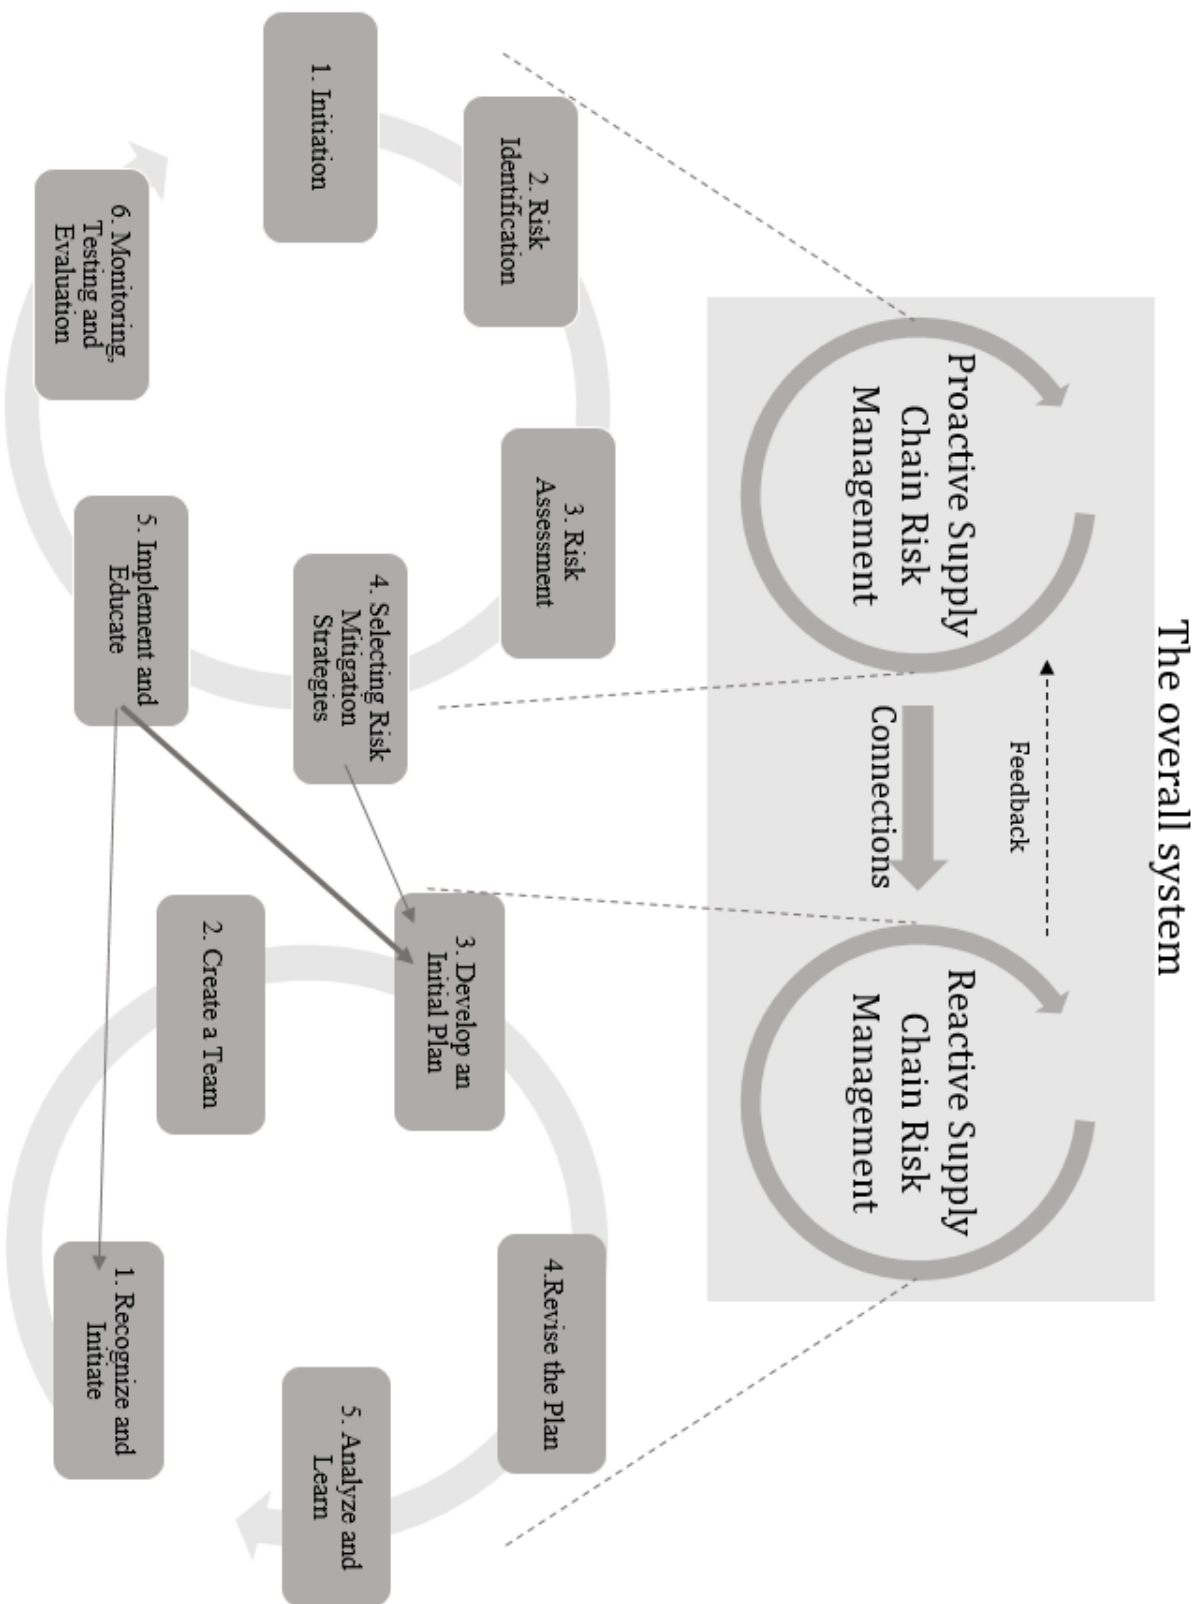 The overall system
Proactive Supply
Chain Risk
Management
Feedback
Connections
Reactive Supply
Chain Risk
Management
1. Initiation
2. Risk
Identification
3. Risk
Assessment
4. Selecting Risk
Mitigation
Strategies
5. Implement and
Educate
6. Monitoring,
Testing and
Evaluation
1. Recognize and
Initiate
2. Create a Team
3. Develop an
Initial Plan
4.Revise the Plan
5. Analyze and
Learn